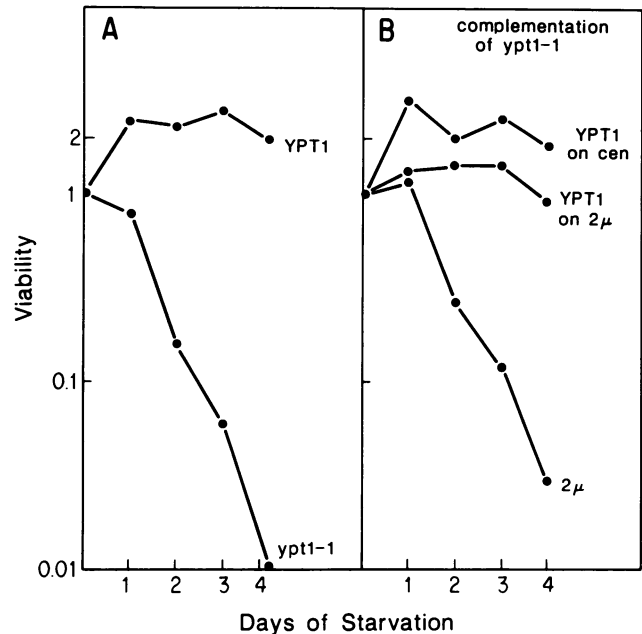 A
B
complementation
of ypt1-1
YPT1
YPT1
on cen
YPT1
on 2μ
ypt1-1
2μ
Viability
2
1
0.1
0.01
1 2 3 4
1 2 3 4
Days of Starvation